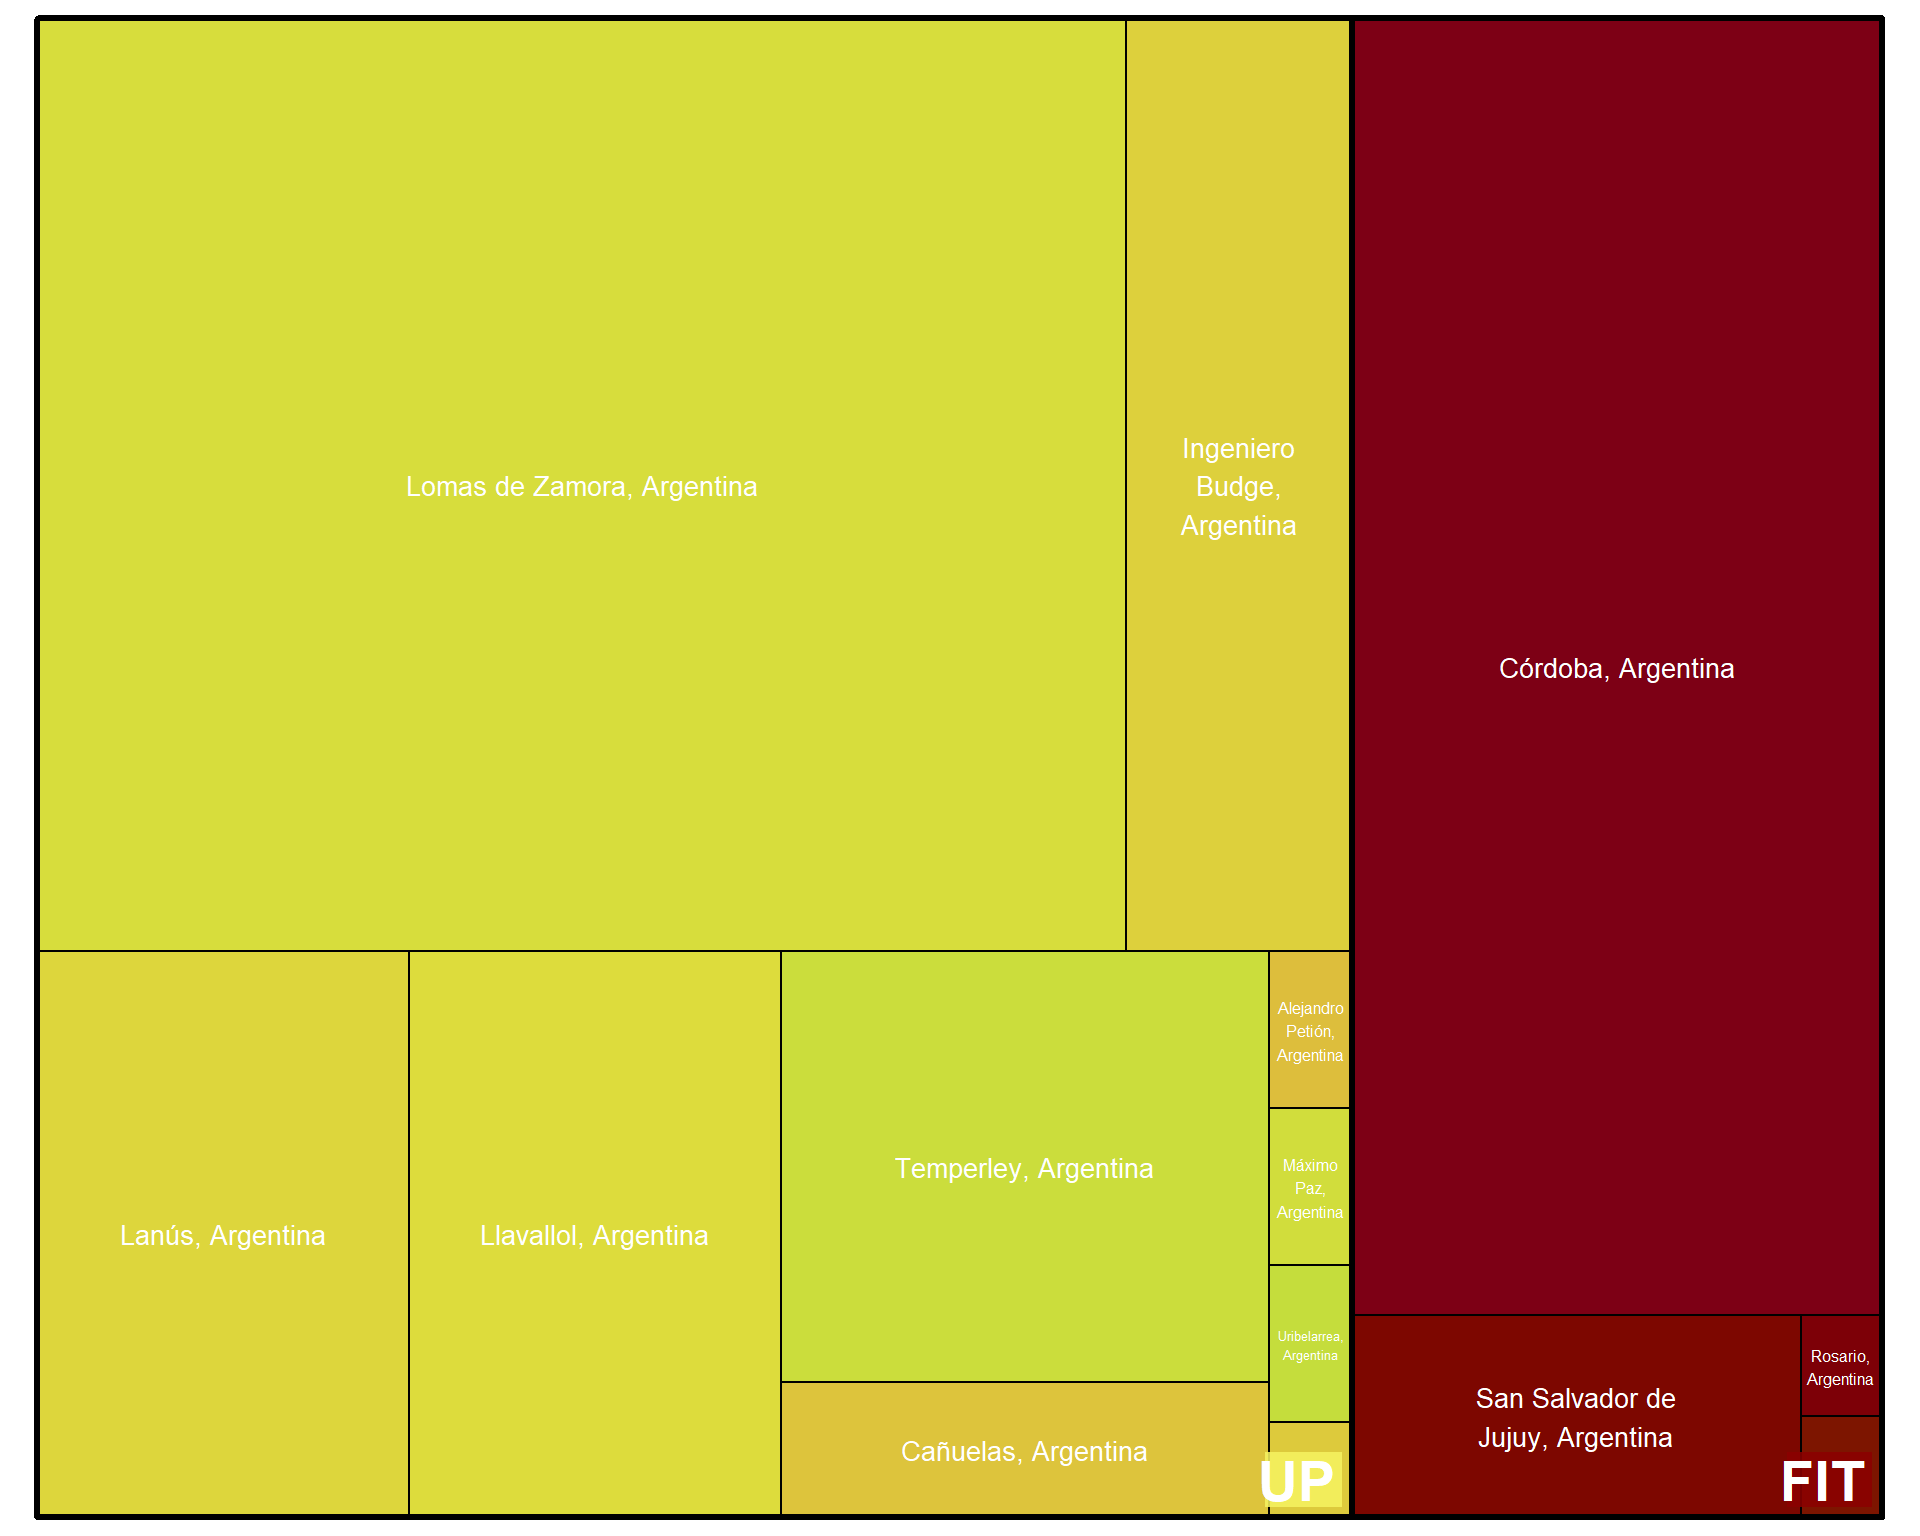 Lomas de Zamora, Argentina
Ingeniero
Budge,
Argentina
Córdoba, Argentina
Lanús, Argentina
Llavallol, Argentina
Temperley, Argentina
Cañuelas, Argentina
Alejandro
Petión,
Argentina
Máximo
Paz,
Argentina
Uribelarrea,
Argentina
UP
San Salvador de
Jujuy, Argentina
Rosario,
Argentina
FIT